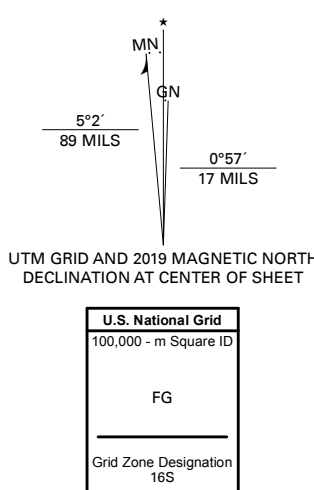 ★
MN
GN
5°2´
89 MILS
0°57´
17 MILS
UTM GRID AND 2019 MAGNETIC NORTH
DECLINATION AT CENTER OF SHEET
U.S. National Grid
100,000 - m Square ID
FG
Grid Zone Designation
16S